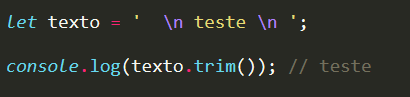 let texto = '  \n teste \n ';
console.log(texto.trim()); // teste